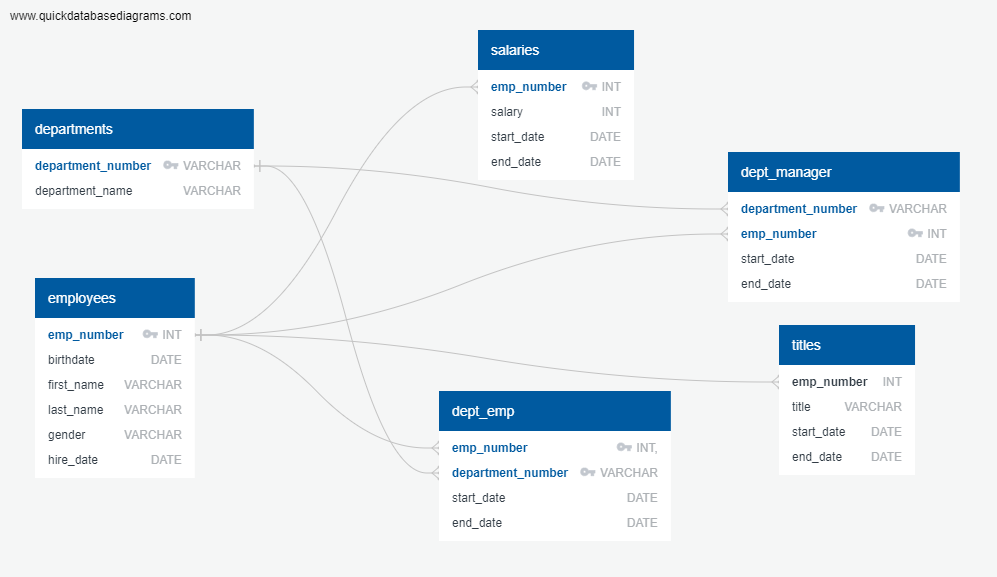 www.quickdatabasediagrams.com
salaries
emp_number INT
salary INT
start_date DATE
end_date DATE
departments
department_number VARCHAR
department_name VARCHAR
dept_manager
department_number VARCHAR
emp_number INT
start_date DATE
end_date DATE
employees
emp_number INT
birthdate DATE
first_name VARCHAR
last_name VARCHAR
gender VARCHAR
hire_date DATE
titles
emp_number INT
title VARCHAR
start_date DATE
end_date DATE
dept_emp
emp_number INT,
department_number VARCHAR
start_date DATE
end_date DATE